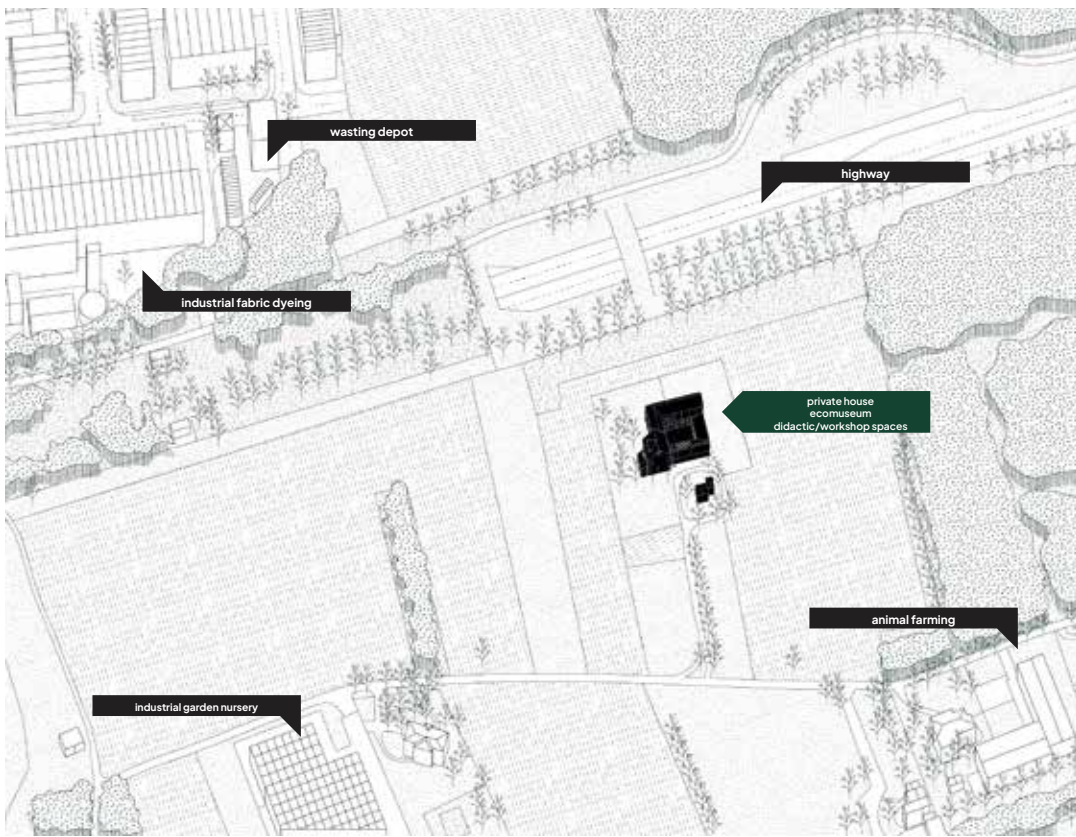 wasting depot
highway
industrial fabric dyeing
private house
ecomuseum
didactic/workshop spaces
animal farming
industrial garden nursery